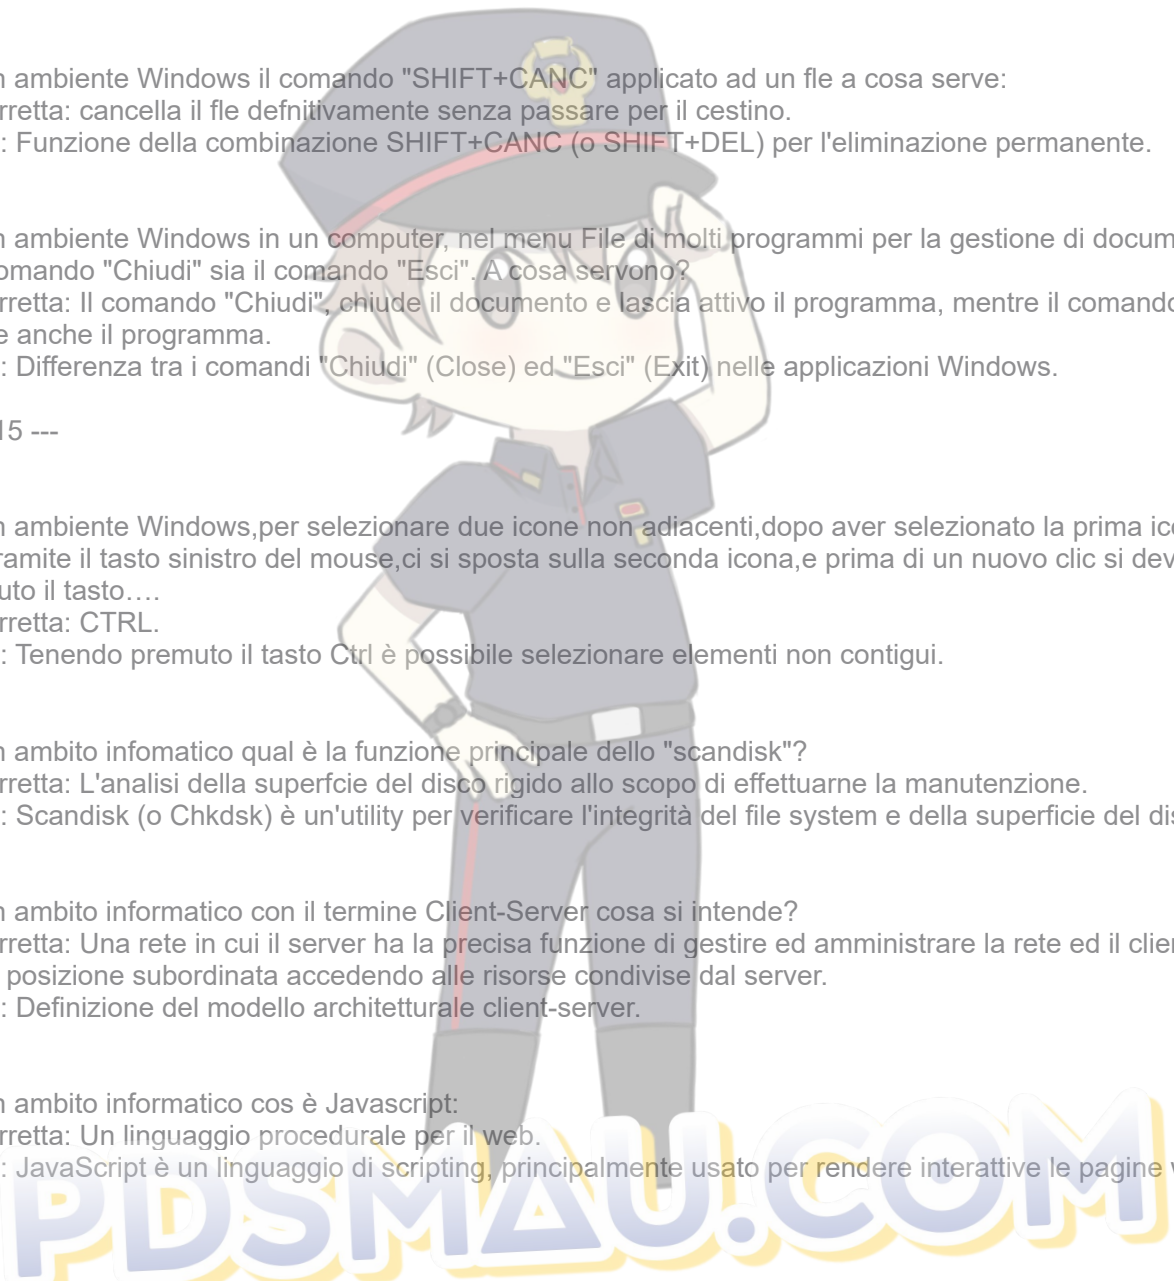 n ambiente Windows il comando "SHIFT+CANC" applicato ad un fle a cosa serve:
rretta: cancella il fle defnitivamente senza passare per il cestino.
: Funzione della combinazione SHIFT+CANC (o SHIFT+DEL) per l'eliminazione permanente.
n ambiente Windows in un computer, nel menu File di molti programmi per la gestione di docum
omando "Chiudi" sia il comando "Esci". A cosa servono?
rretta: Il comando "Chiudi", chiude il documento e lascia attivo il programma, mentre il comando
e anche il programma.
: Differenza tra i comandi "Chiudi" (Close) ed "Esci" (Exit) nelle applicazioni Windows.
15 ---
n ambiente Windows,per selezionare due icone non adiacenti,dopo aver selezionato la prima ico
ramite il tasto sinistro del mouse,ci si sposta sulla seconda icona,e prima di un nuovo clic si dev
uto il tasto….
rretta: CTRL.
: Tenendo premuto il tasto Ctrl è possibile selezionare elementi non contigui.
n ambito infomatico qual è la funzione principale dello "scandisk"?
rretta: L'analisi della superfcie del disco rigido allo scopo di effettuarne la manutenzione.
: Scandisk (o Chkdsk) è un'utility per verificare l'integrità del file system e della superficie del dis
n ambito informatico con il termine Client-Server cosa si intende?
rretta: Una rete in cui il server ha la precisa funzione di gestire ed amministrare la rete ed il clien
posizione subordinata accedendo alle risorse condivise dal server.
: Definizione del modello architetturale client-server.
n ambito informatico cos è Javascript:
rretta: Un linguaggio procedurale per il web.
: JavaScript è un linguaggio di scripting, principalmente usato per rendere interattive le pagine w
PDSMAU.COM